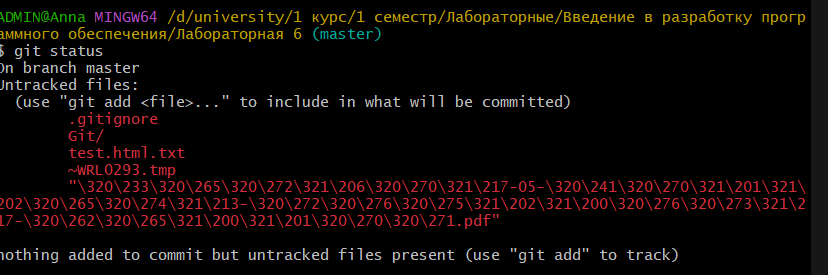 ADMIN@Anna MINGW64 /d/university/1 курс/1 семестр/Лабораторные/Введение в разработку прогр
аммного обеспечения/Лабораторная 6 (master)
$ git status
On branch master
Untracked files:
  (use "git add <file>..." to include in what will be committed)
        .gitignore
        Git/
        test.html.txt
        ~WRL0293.tmp
        "\320\233\320\265\320\272\321\206\320\270\321\217-05-\320\241\320\270\321\201\321\
202\320\265\320\274\321\213-\320\272\320\276\320\275\321\202\321\200\320\276\320\273\321\2
17-\320\262\320\265\321\200\321\201\320\270\320\271.pdf"
nothing added to commit but untracked files present (use "git add" to track)